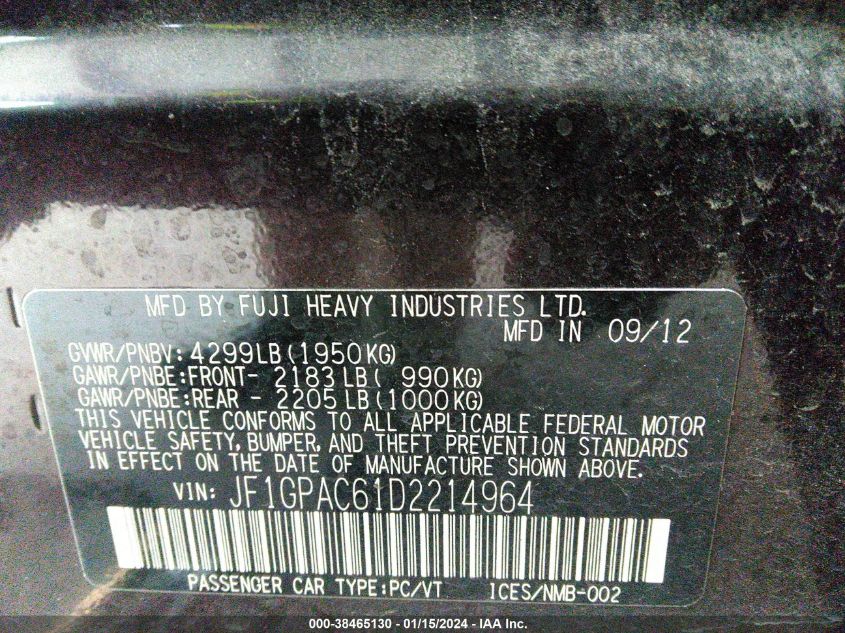 MFD BY FUJI HEAVY INDUSTRIES LTD.
MFD IN 09/12
GVWR/PNBV: 4299LB (1950KG)
GAWR/PNBE:FRONT- 2183 LB ( 990KG)
GAWR/PNBE:REAR - 2205 LB (1000KG)
THIS VEHICLE CONFORMS TO ALL APPLICABLE FEDERAL MOTOR
VEHICLE SAFETY, BUMPER, AND THEFT PREVENTION STANDARDS
IN EFFECT ON THE DATE OF MANUFACTURE SHOWN ABOVE.
VIN: JF1GPAC61D2214964
PASSENGER CAR TYPE:PC/VT ICES/NMB-002
000-38465130 - 01/15/2024 - IAA Inc.